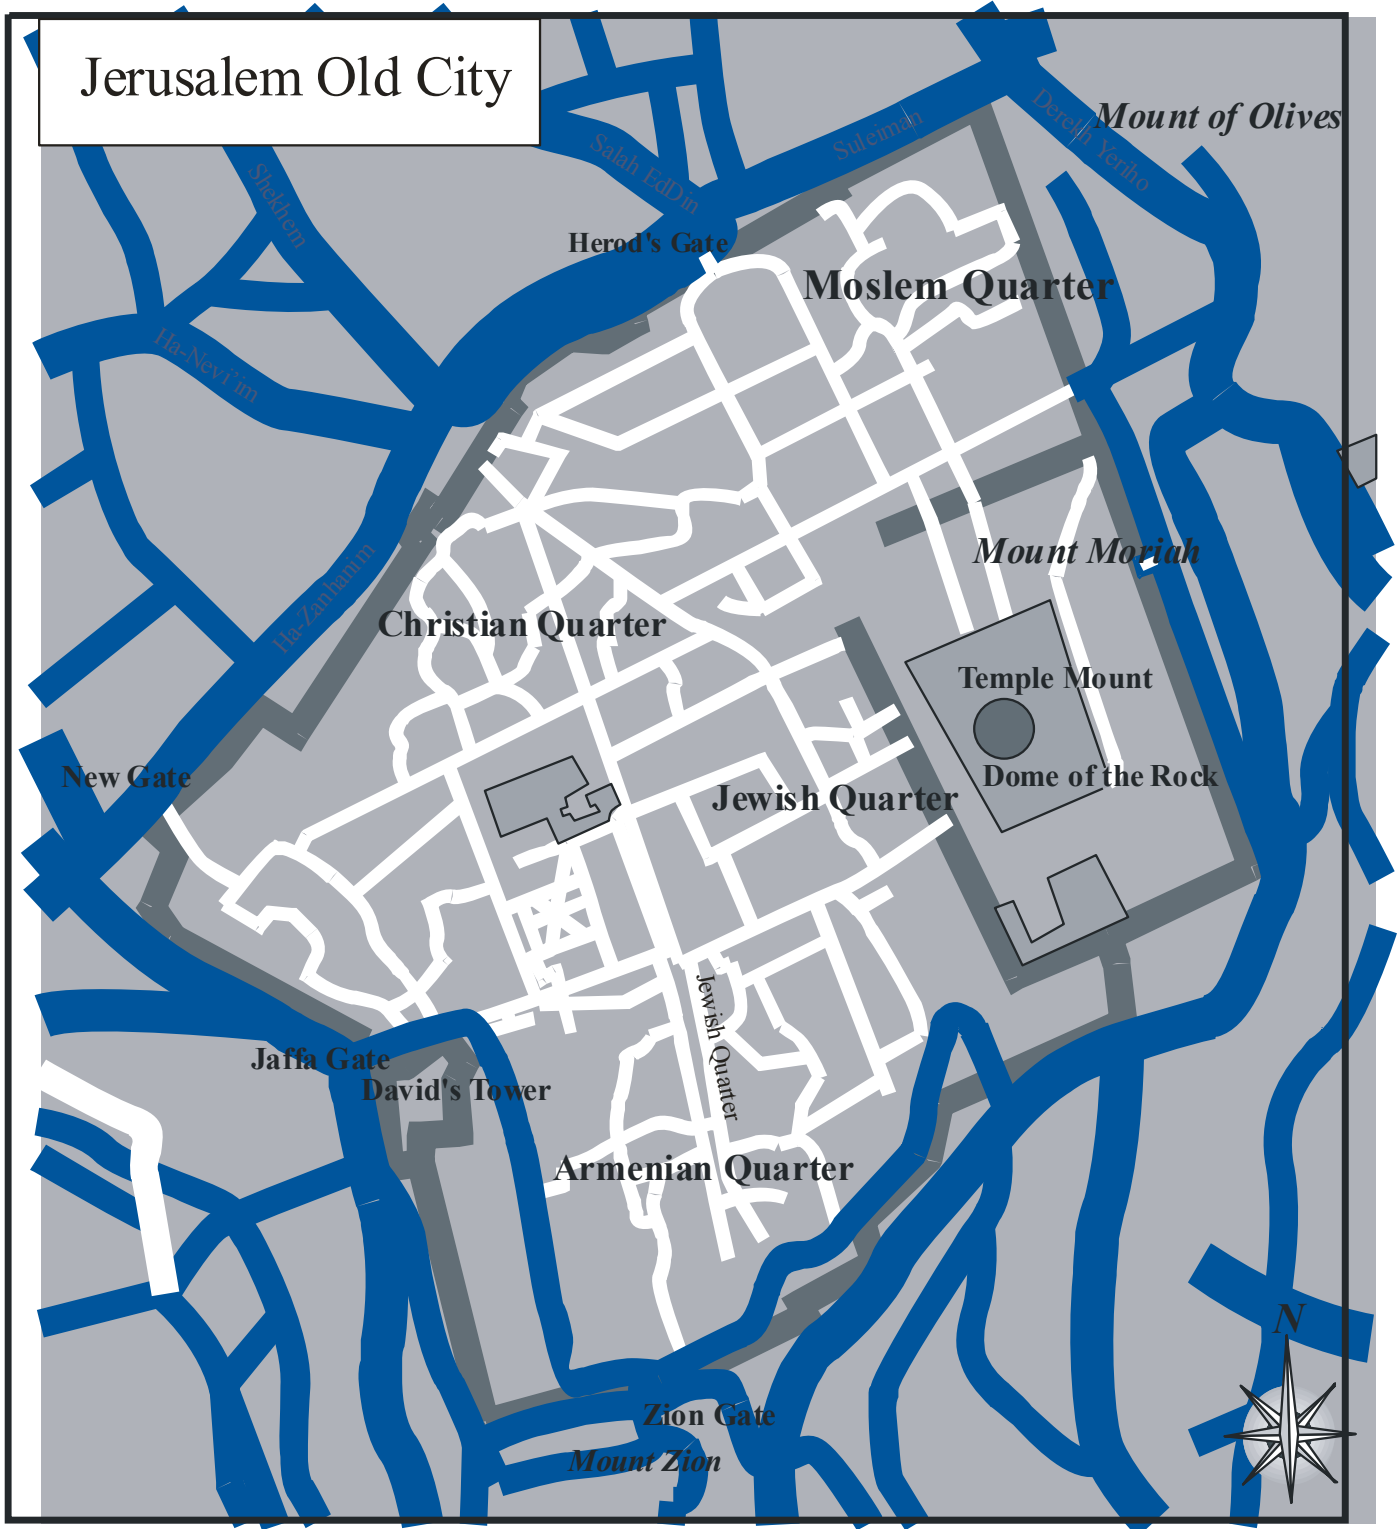 Jerusalem Old City
Mount of Olives
Derekh Yeriho
Suleiman
Salah EdDin
Shekhem
Herod's Gate
Moslem Quarter
Ha-Nevi'im
Mount Moriah
Ha-Zanhanim
Christian Quarter
Temple Mount
New Gate
Dome of the Rock
Jewish Quarter
Jewish Quarter
Jaffa Gate
David's Tower
Armenian Quarter
N
Zion Gate
Mount Zion